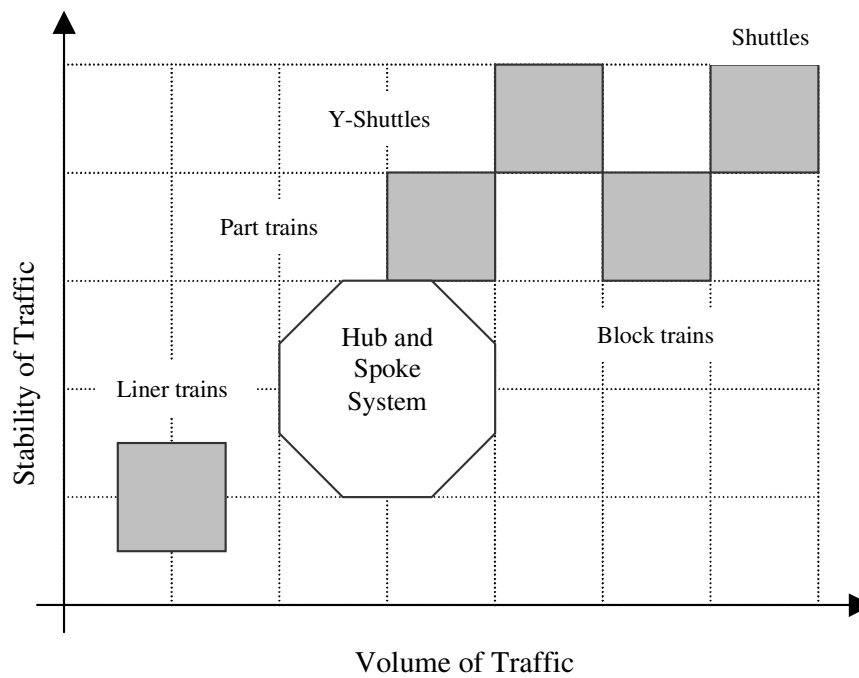 Shuttles
Y-Shuttles
Part trains
Hub and
Spoke
System
Block trains
Liner trains
Stability of Traffic
Volume of Traffic